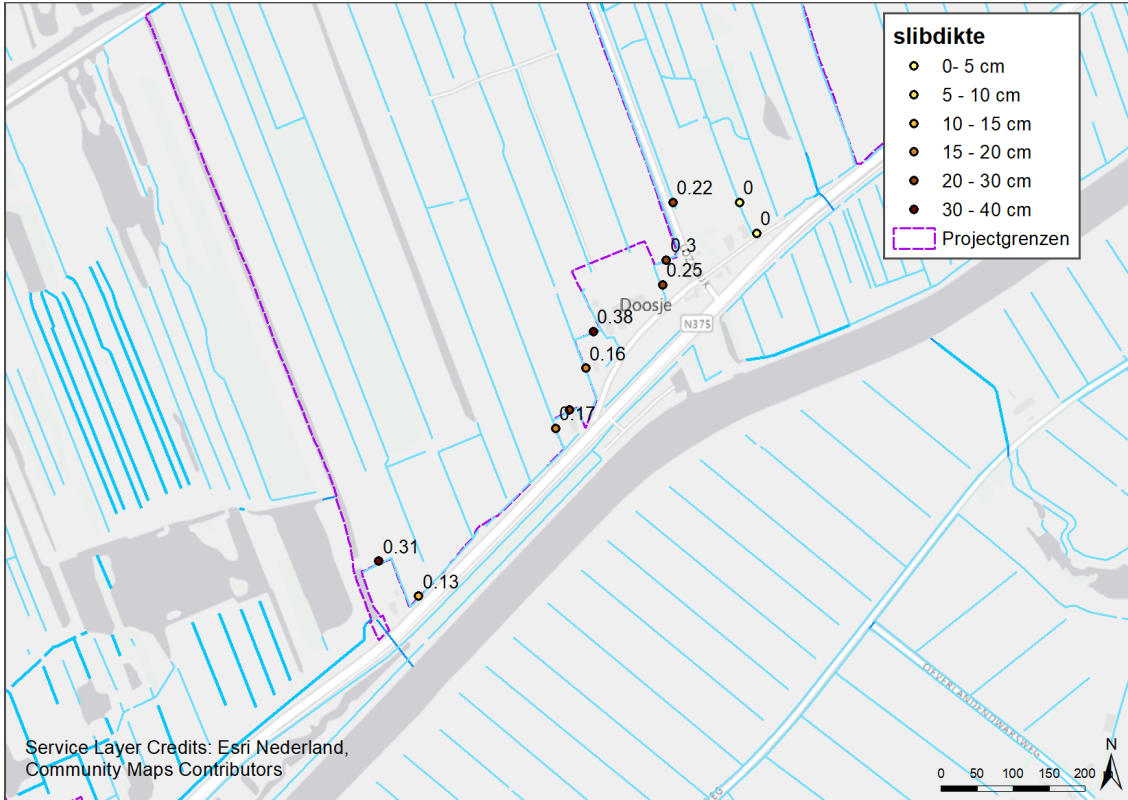 slibdikte
0- 5 cm
5 - 10 cm
10 - 15 cm
15 - 20 cm
20 - 30 cm
30 - 40 cm
Projectgrenzen
0.22
0
0
0.3
0.25
Doosje
N375
0.38
0.16
0.17
0.31
0.13
OEVERLANDENDWARSWEG
Service Layer Credits: Esri Nederland,
Community Maps Contributors
N
0 50 100 150 200